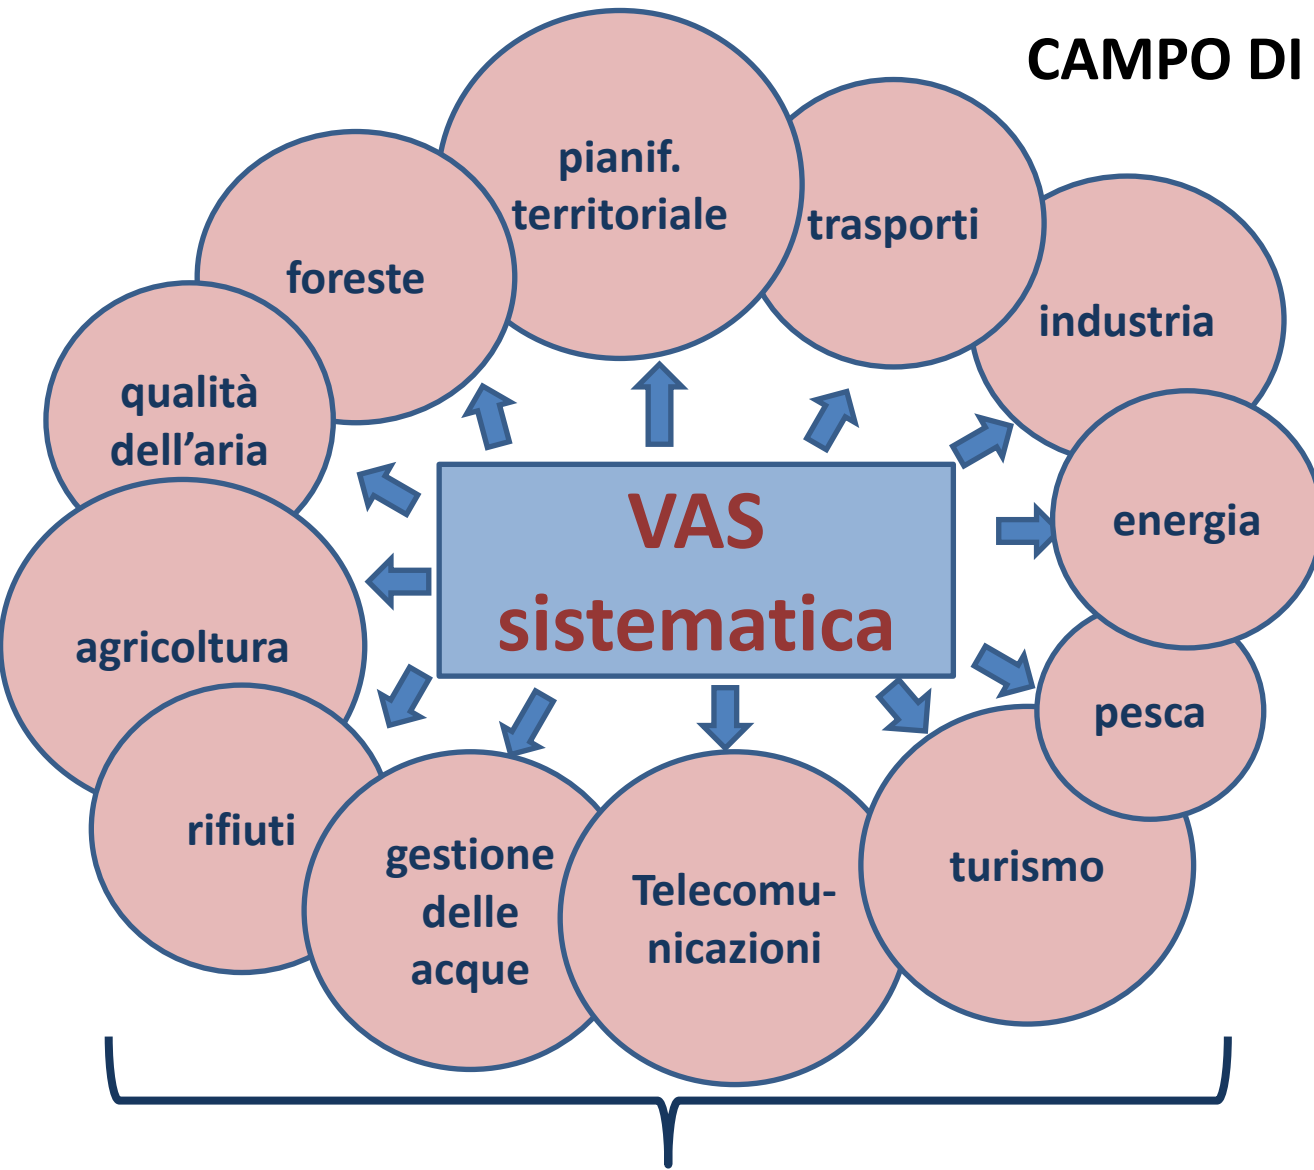 CAMPO DI
pianif.
territoriale
trasporti
foreste
industria
qualità
dell’aria
energia
VAS
sistematica
agricoltura
pesca
rifiuti
gestione
delle
acque
Telecomu-
nicazioni
turismo